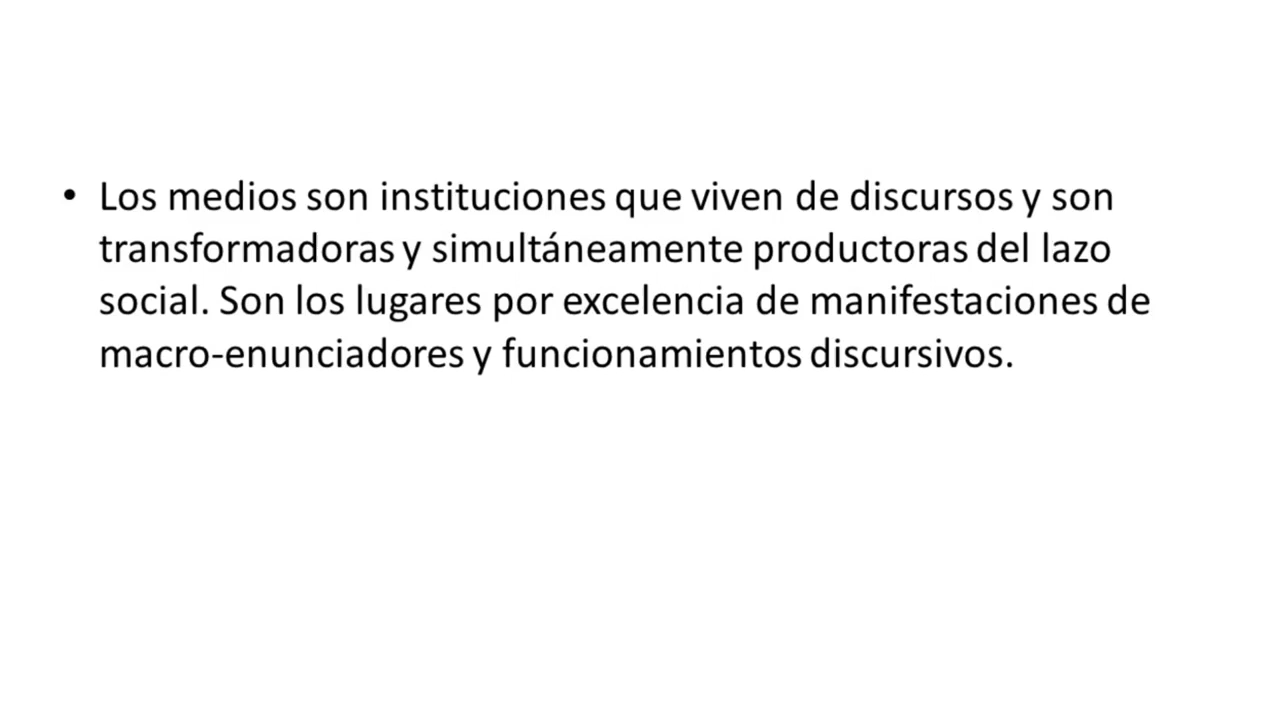 • Los medios son instituciones que viven de discursos y son
transformadoras y simultáneamente productoras del lazo
social. Son los lugares por excelencia de manifestaciones de
macro-enunciadores y funcionamientos discursivos.